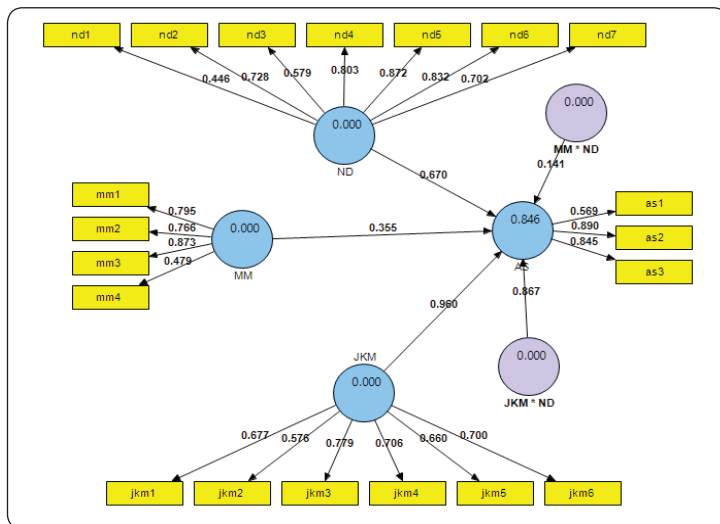 nd1 nd2 nd3 nd4 nd5 nd6 nd7
0.446 0.728 0.579 0.803 0.872 0.832 0.702
0.000
ND
0.000
MM * ND
0.670
0.141
mm1
mm2
mm3
mm4
0.795
0.766
0.873
0.479
0.000
MM
0.355
0.846
AS
0.569
0.890
0.845
as1
as2
as3
0.960
0.867
JKM
0.000
0.000
JKM * ND
0.677 0.576 0.779 0.706 0.660 0.700
jkm1 jkm2 jkm3 jkm4 jkm5 jkm6